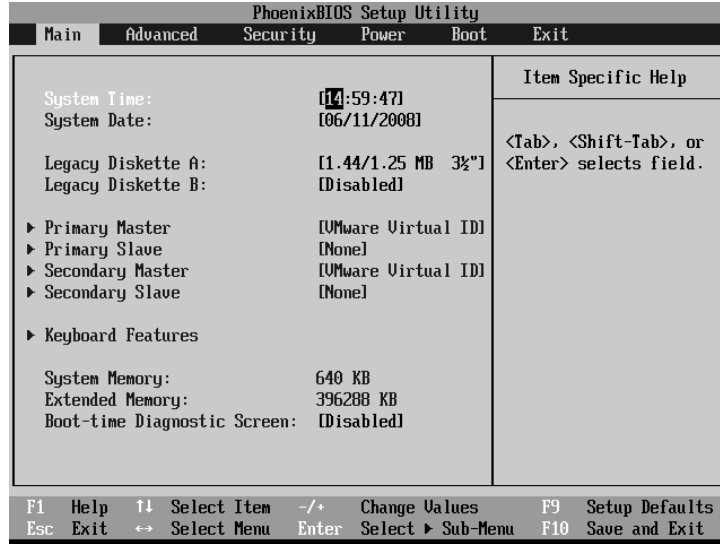 PhoenixBIOS Setup Utility
Main Advanced Security Power Boot Exit
Item Specific Help
System Time: [14:59:47]
System Date: [06/11/2008]
<Tab>, <Shift-Tab>, or
<Enter> selects field.
Legacy Diskette A: [1.44/1.25 MB 3½"]
Legacy Diskette B: [Disabled]
▶ Primary Master [VMware Virtual ID]
▶ Primary Slave [None]
▶ Secondary Master [VMware Virtual ID]
▶ Secondary Slave [None]
▶ Keyboard Features
System Memory: 640 KB
Extended Memory: 396288 KB
Boot-time Diagnostic Screen: [Disabled]
F1 Help ↑↓ Select Item -/+ Change Values F9 Setup Defaults
Esc Exit ↔ Select Menu Enter Select ▶ Sub-Menu F10 Save and Exit